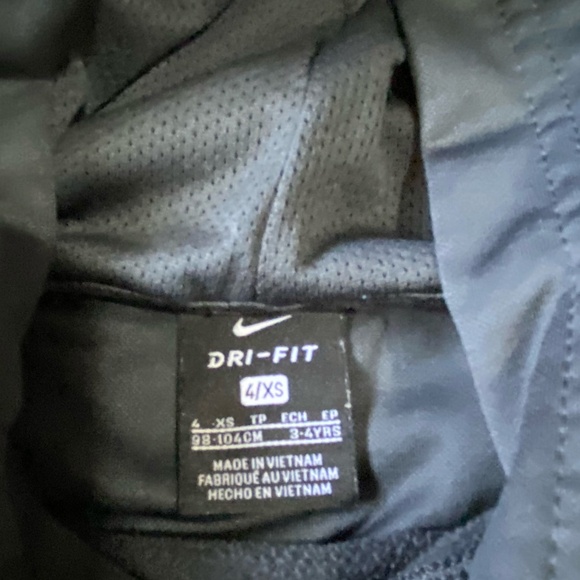 DRI-FIT
4/XS
4 -XS TP ECH EP
98-104CM 3-4YRS
MADE IN VIETNAM
FABRIQUÉ AU VIETNAM
HECHO EN VIETNAM